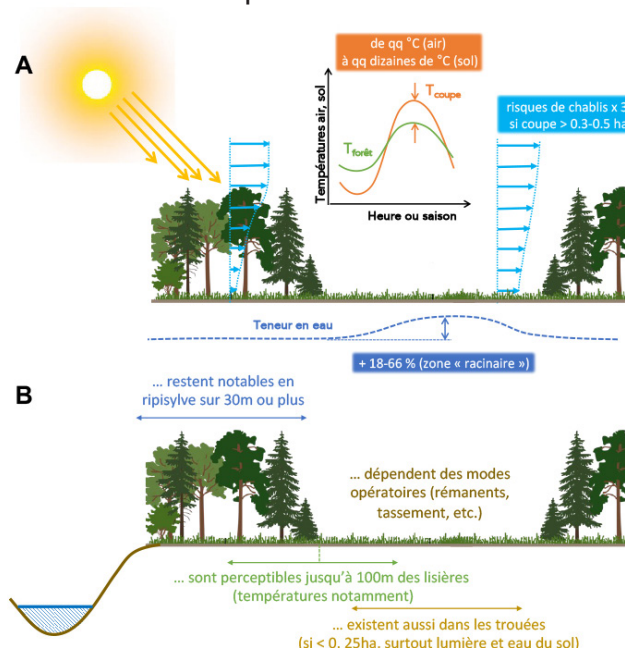 A
de qq °C (air)
à qq dizaines de °C (sol)
Températures air, sol
T coupe
T forêt
Heure ou saison
risques de chablis x 3
si coupe > 0.3-0.5 ha
Teneur en eau
+ 18-66 % (zone « racinaire »)
B
... restent notables en
ripisylve sur 30m ou plus
... dépendent des modes
opératoires (rémanents,
tassement, etc.)
... sont perceptibles jusqu'à 100m des lisières
(températures notamment)
... existent aussi dans les trouées
(si < 0, 25ha, surtout lumière et eau du sol)